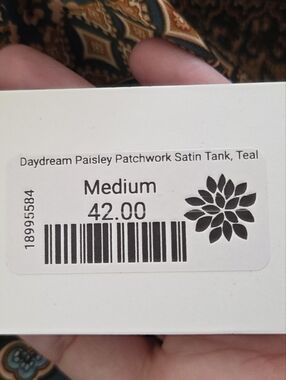 Daydream Paisley Patchwork Satin Tank, Teal
Medium
42.00
18995584